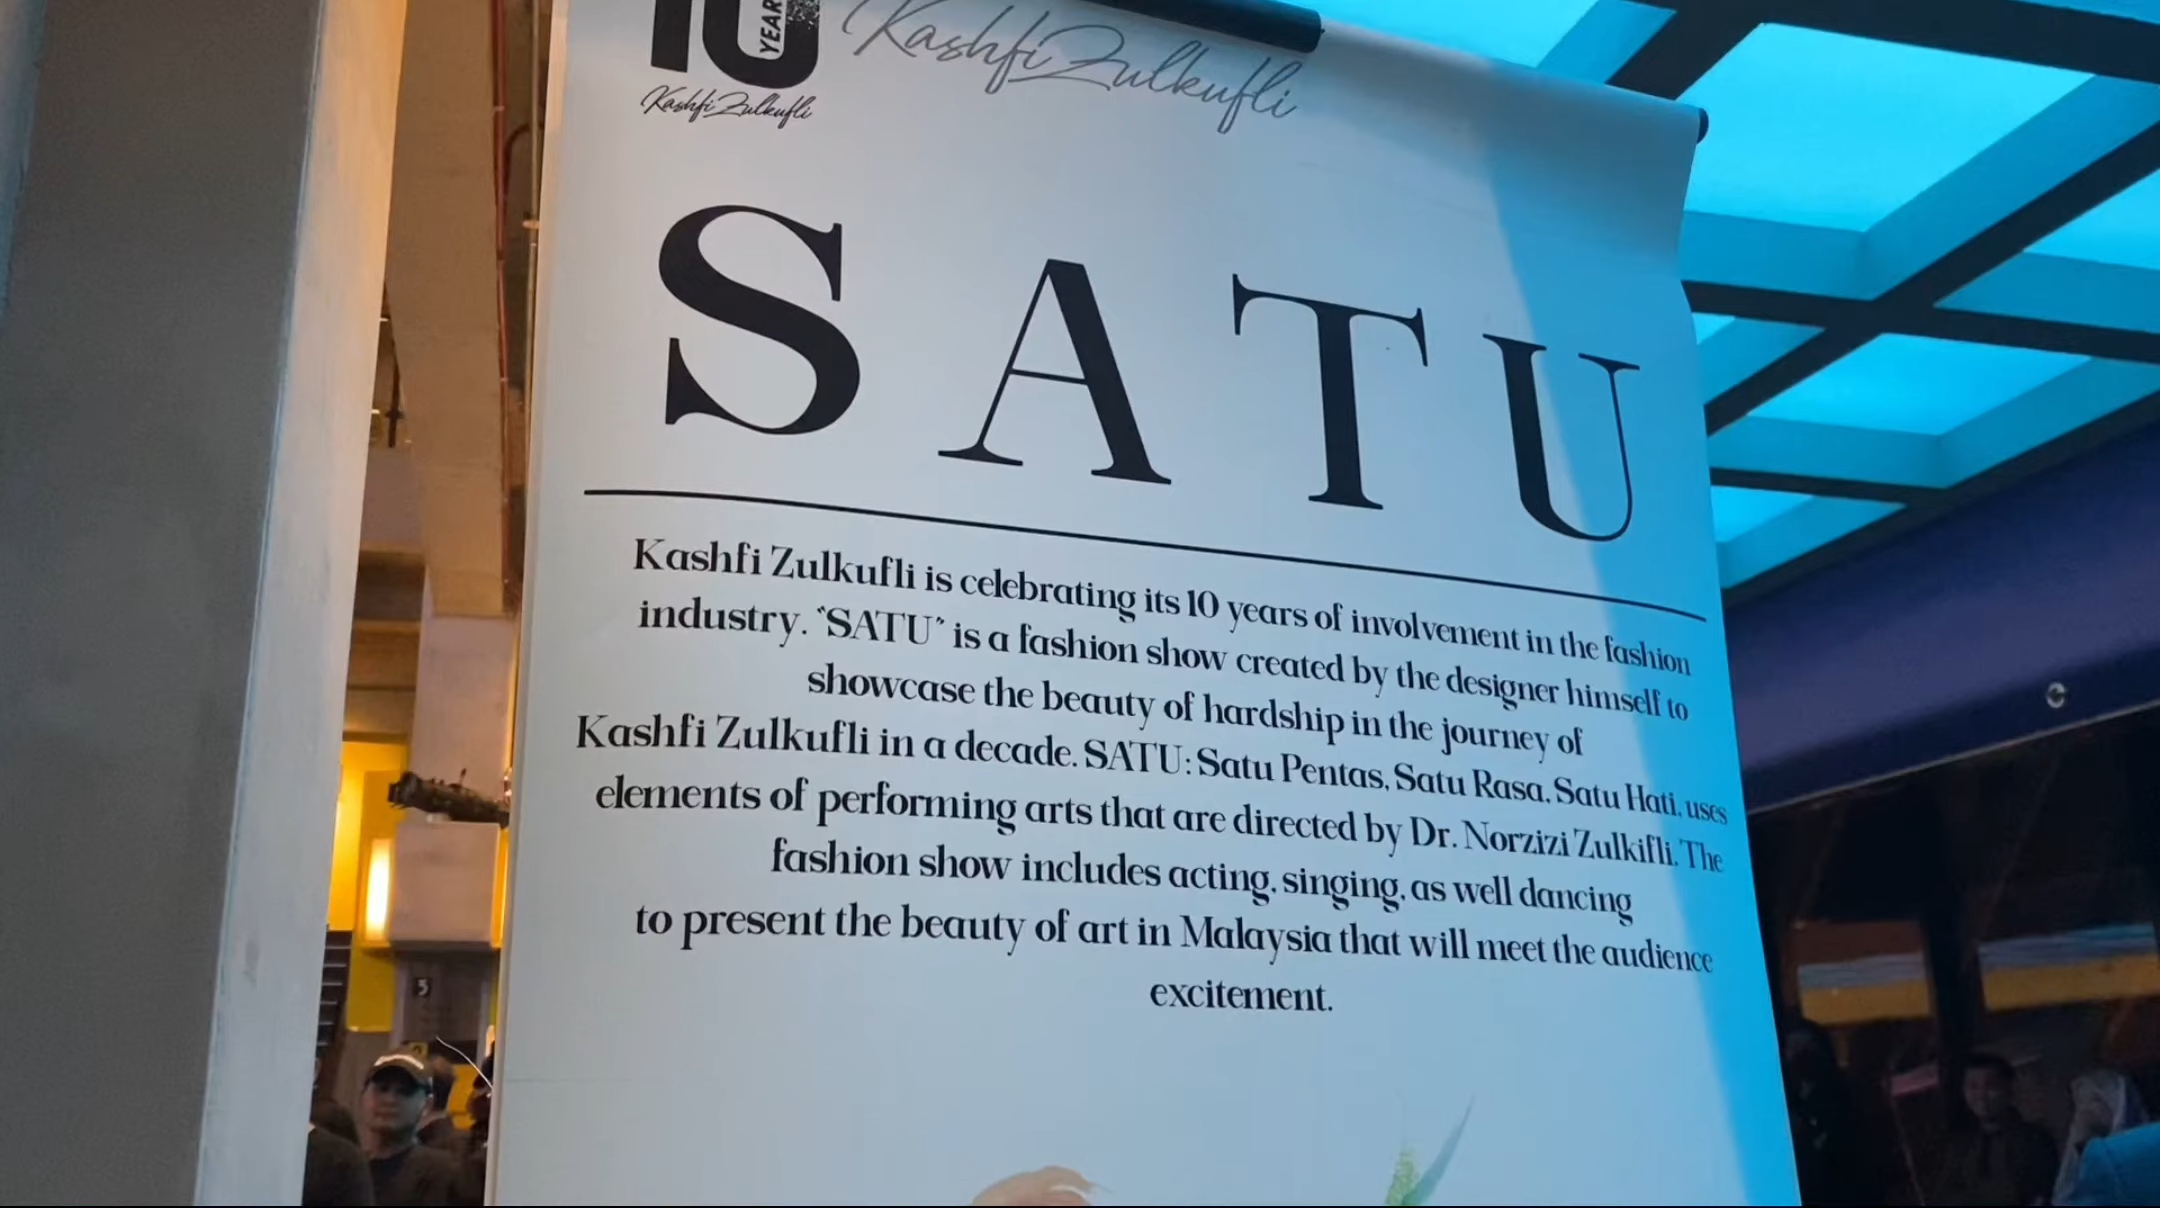 10
YEAR
Kashfi Zulkufli
Kashfi Zulkufli
SATU
Kashfi Zulkufli is celebrating its 10 years of involvement in the fashion
industry. "SATU" is a fashion show created by the designer himself to
showcase the beauty of hardship in the journey of
Kashfi Zulkufli in a decade. SATU: Satu Pentas, Satu Rasa, Satu Hati, uses
elements of performing arts that are directed by Dr. Norzizi Zulkifli. The
fashion show includes acting, singing, as well dancing
to present the beauty of art in Malaysia that will meet the audience
excitement.
5